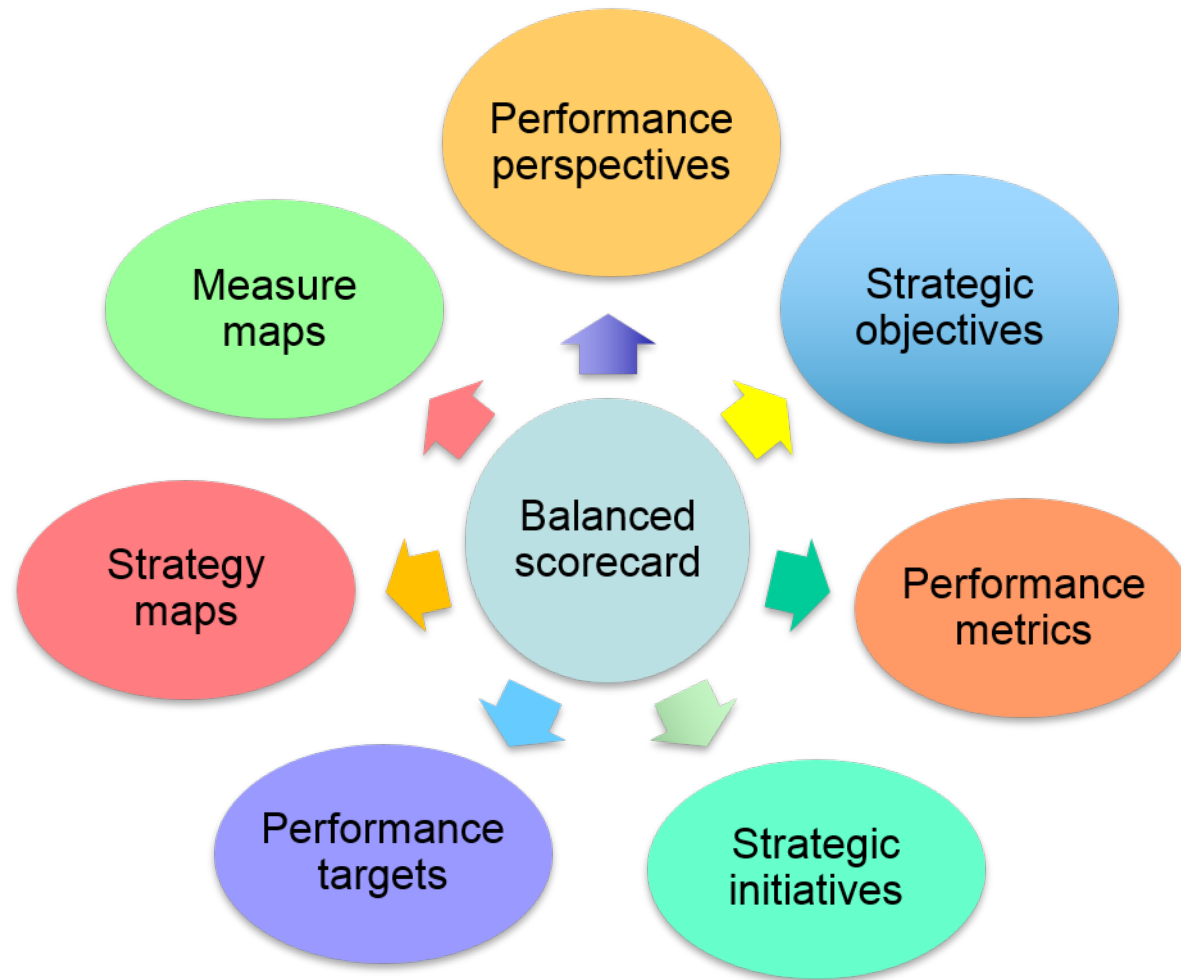 Performance
perspectives
Measure
maps
Strategic
objectives
Balanced
scorecard
Strategy
maps
Performance
metrics
Performance
targets
Strategic
initiatives